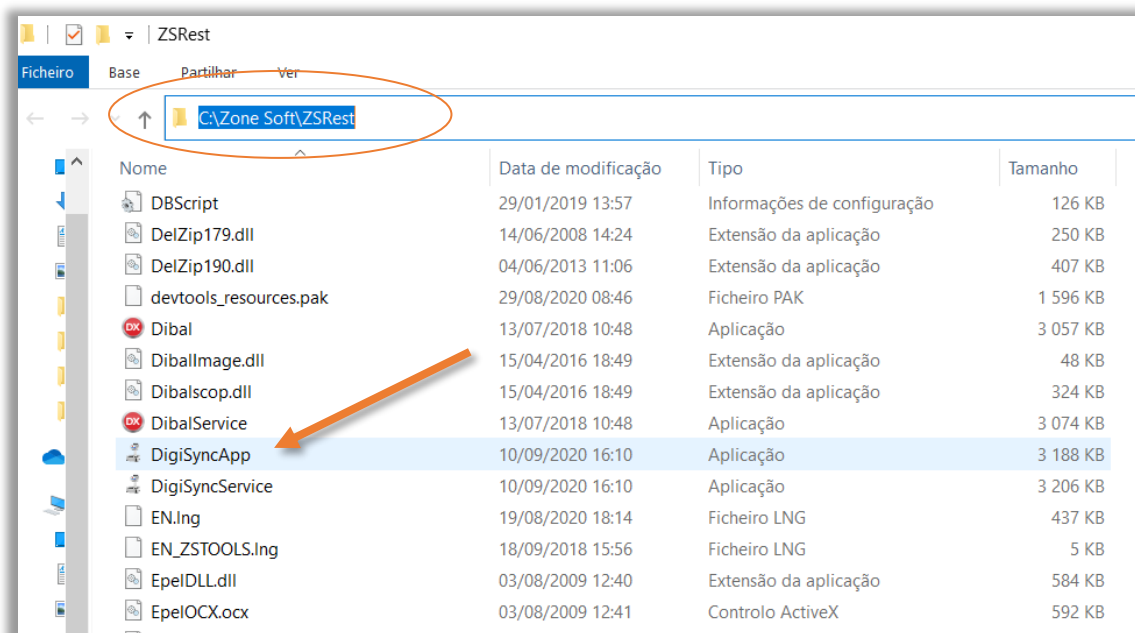 ZSRest
Ficheiro Base Partilhar Ver
C:\Zone Soft\ZSRest
Nome Data de modificação Tipo Tamanho
DBScript 29/01/2019 13:57 Informações de configuração 126 KB
DelZip179.dll 14/06/2008 14:24 Extensão da aplicação 250 KB
DelZip190.dll 04/06/2013 11:06 Extensão da aplicação 407 KB
devtools_resources.pak 29/08/2020 08:46 Ficheiro PAK 1 596 KB
DX Dibal 13/07/2018 10:48 Aplicação 3 057 KB
DibalImage.dll 15/04/2016 18:49 Extensão da aplicação 48 KB
Dibalscop.dll 15/04/2016 18:49 Extensão da aplicação 324 KB
DX DibalService 13/07/2018 10:48 Aplicação 3 074 KB
DigiSyncApp 10/09/2020 16:10 Aplicação 3 188 KB
DigiSyncService 10/09/2020 16:10 Aplicação 3 206 KB
EN.lng 19/08/2020 18:14 Ficheiro LNG 437 KB
EN_ZSTOOLS.lng 18/09/2018 15:56 Ficheiro LNG 5 KB
EpelDLL.dll 03/08/2009 12:40 Extensão da aplicação 584 KB
EpelOCX.ocx 03/08/2009 12:41 Controlo ActiveX 592 KB